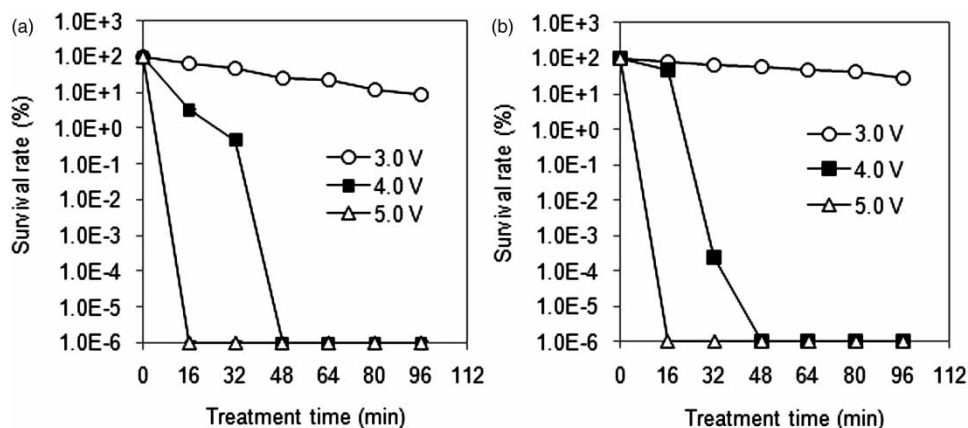 (a)
Survival rate (%)
1.0E+3
1.0E+2
1.0E+1
1.0E+0
1.0E-1
1.0E-2
1.0E-3
1.0E-4
1.0E-5
1.0E-6
3.0 V
4.0 V
5.0 V
0 16 32 48 64 80 96 112
Treatment time (min)
(b)
Survival rate (%)
1.0E+3
1.0E+2
1.0E+1
1.0E+0
1.0E-1
1.0E-2
1.0E-3
1.0E-4
1.0E-5
1.0E-6
3.0 V
4.0 V
5.0 V
0 16 32 48 64 80 96 112
Treatment time (min)